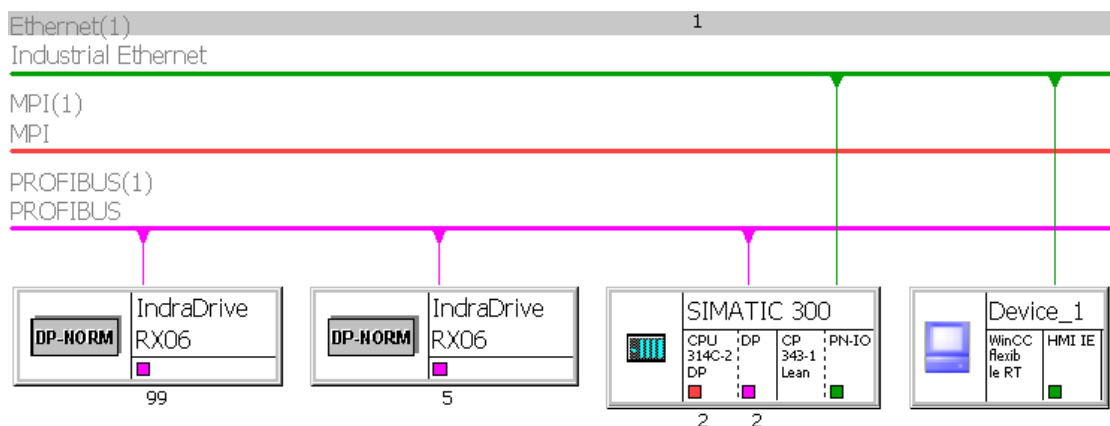 Ethernet(1)
1
Industrial Ethernet
MPI(1)
MPI
PROFIBUS(1)
PROFIBUS
DP-NORM
IndraDrive
RX06
99
DP-NORM
IndraDrive
RX06
5
SIMATIC 300
CPU
314C-2
DP
DP
CP
343-1
Lean
PN-IO
2
2
Device_1
WinCC
flexib
le RT
HMI IE